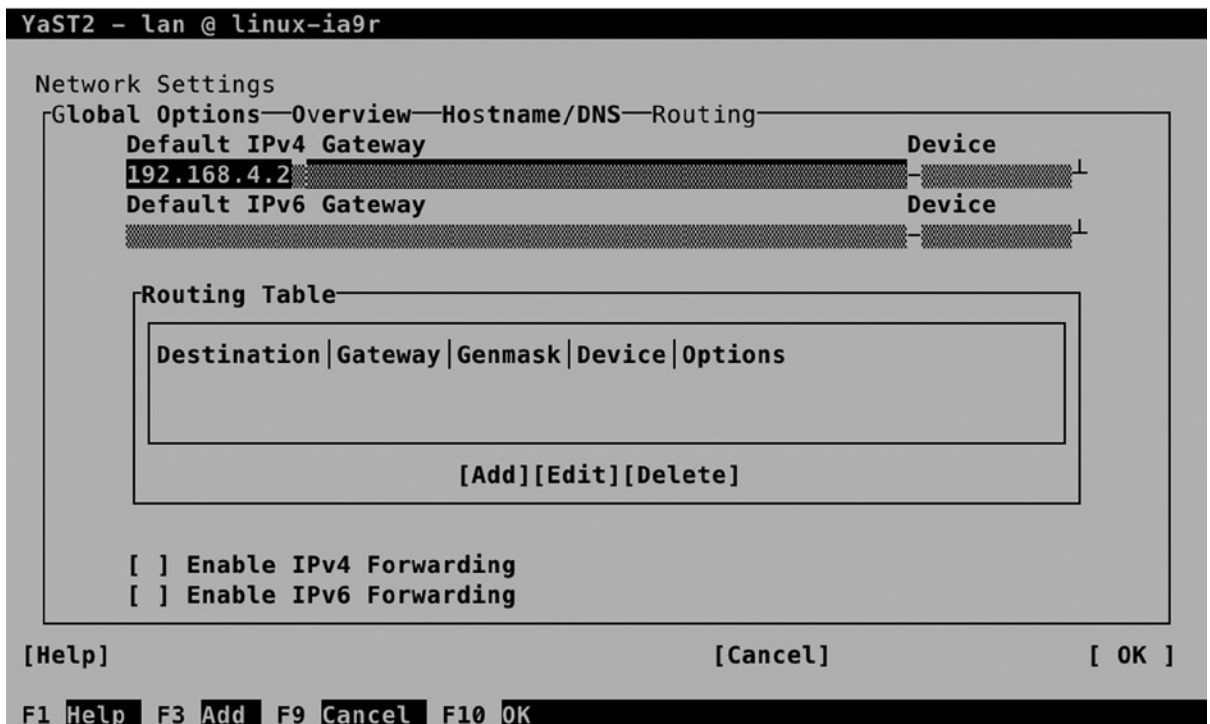 YaST2 - lan @ linux-ia9r
Network Settings
Global Options—Overview—Hostname/DNS—Routing
Default IPv4 Gateway Device
192.168.4.2
Default IPv6 Gateway Device
Routing Table
Destination|Gateway|Genmask|Device|Options
[Add][Edit][Delete]
[ ] Enable IPv4 Forwarding
[ ] Enable IPv6 Forwarding
[Help] [Cancel] [ OK ]
F1 Help F3 Add F9 Cancel F10 OK